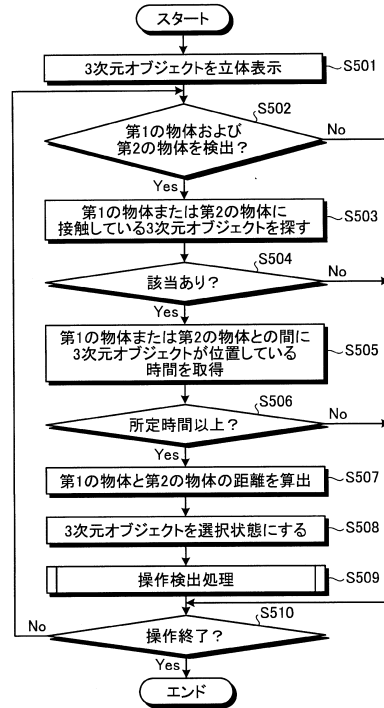 スタート
3次元オブジェクトを立体表示
S501
S502
第1の物体および
第2の物体を検出?
No
Yes
第1の物体または第2の物体に
接触している3次元オブジェクトを探す
S503
S504
該当あり?
No
Yes
第1の物体または第2の物体との間に
3次元オブジェクトが位置している
時間を取得
S505
S506
所定時間以上?
No
Yes
第1の物体と第2の物体の距離を算出
S507
3次元オブジェクトを選択状態にする
S508
操作検出処理
S509
S510
操作終了?
No
Yes
エンド